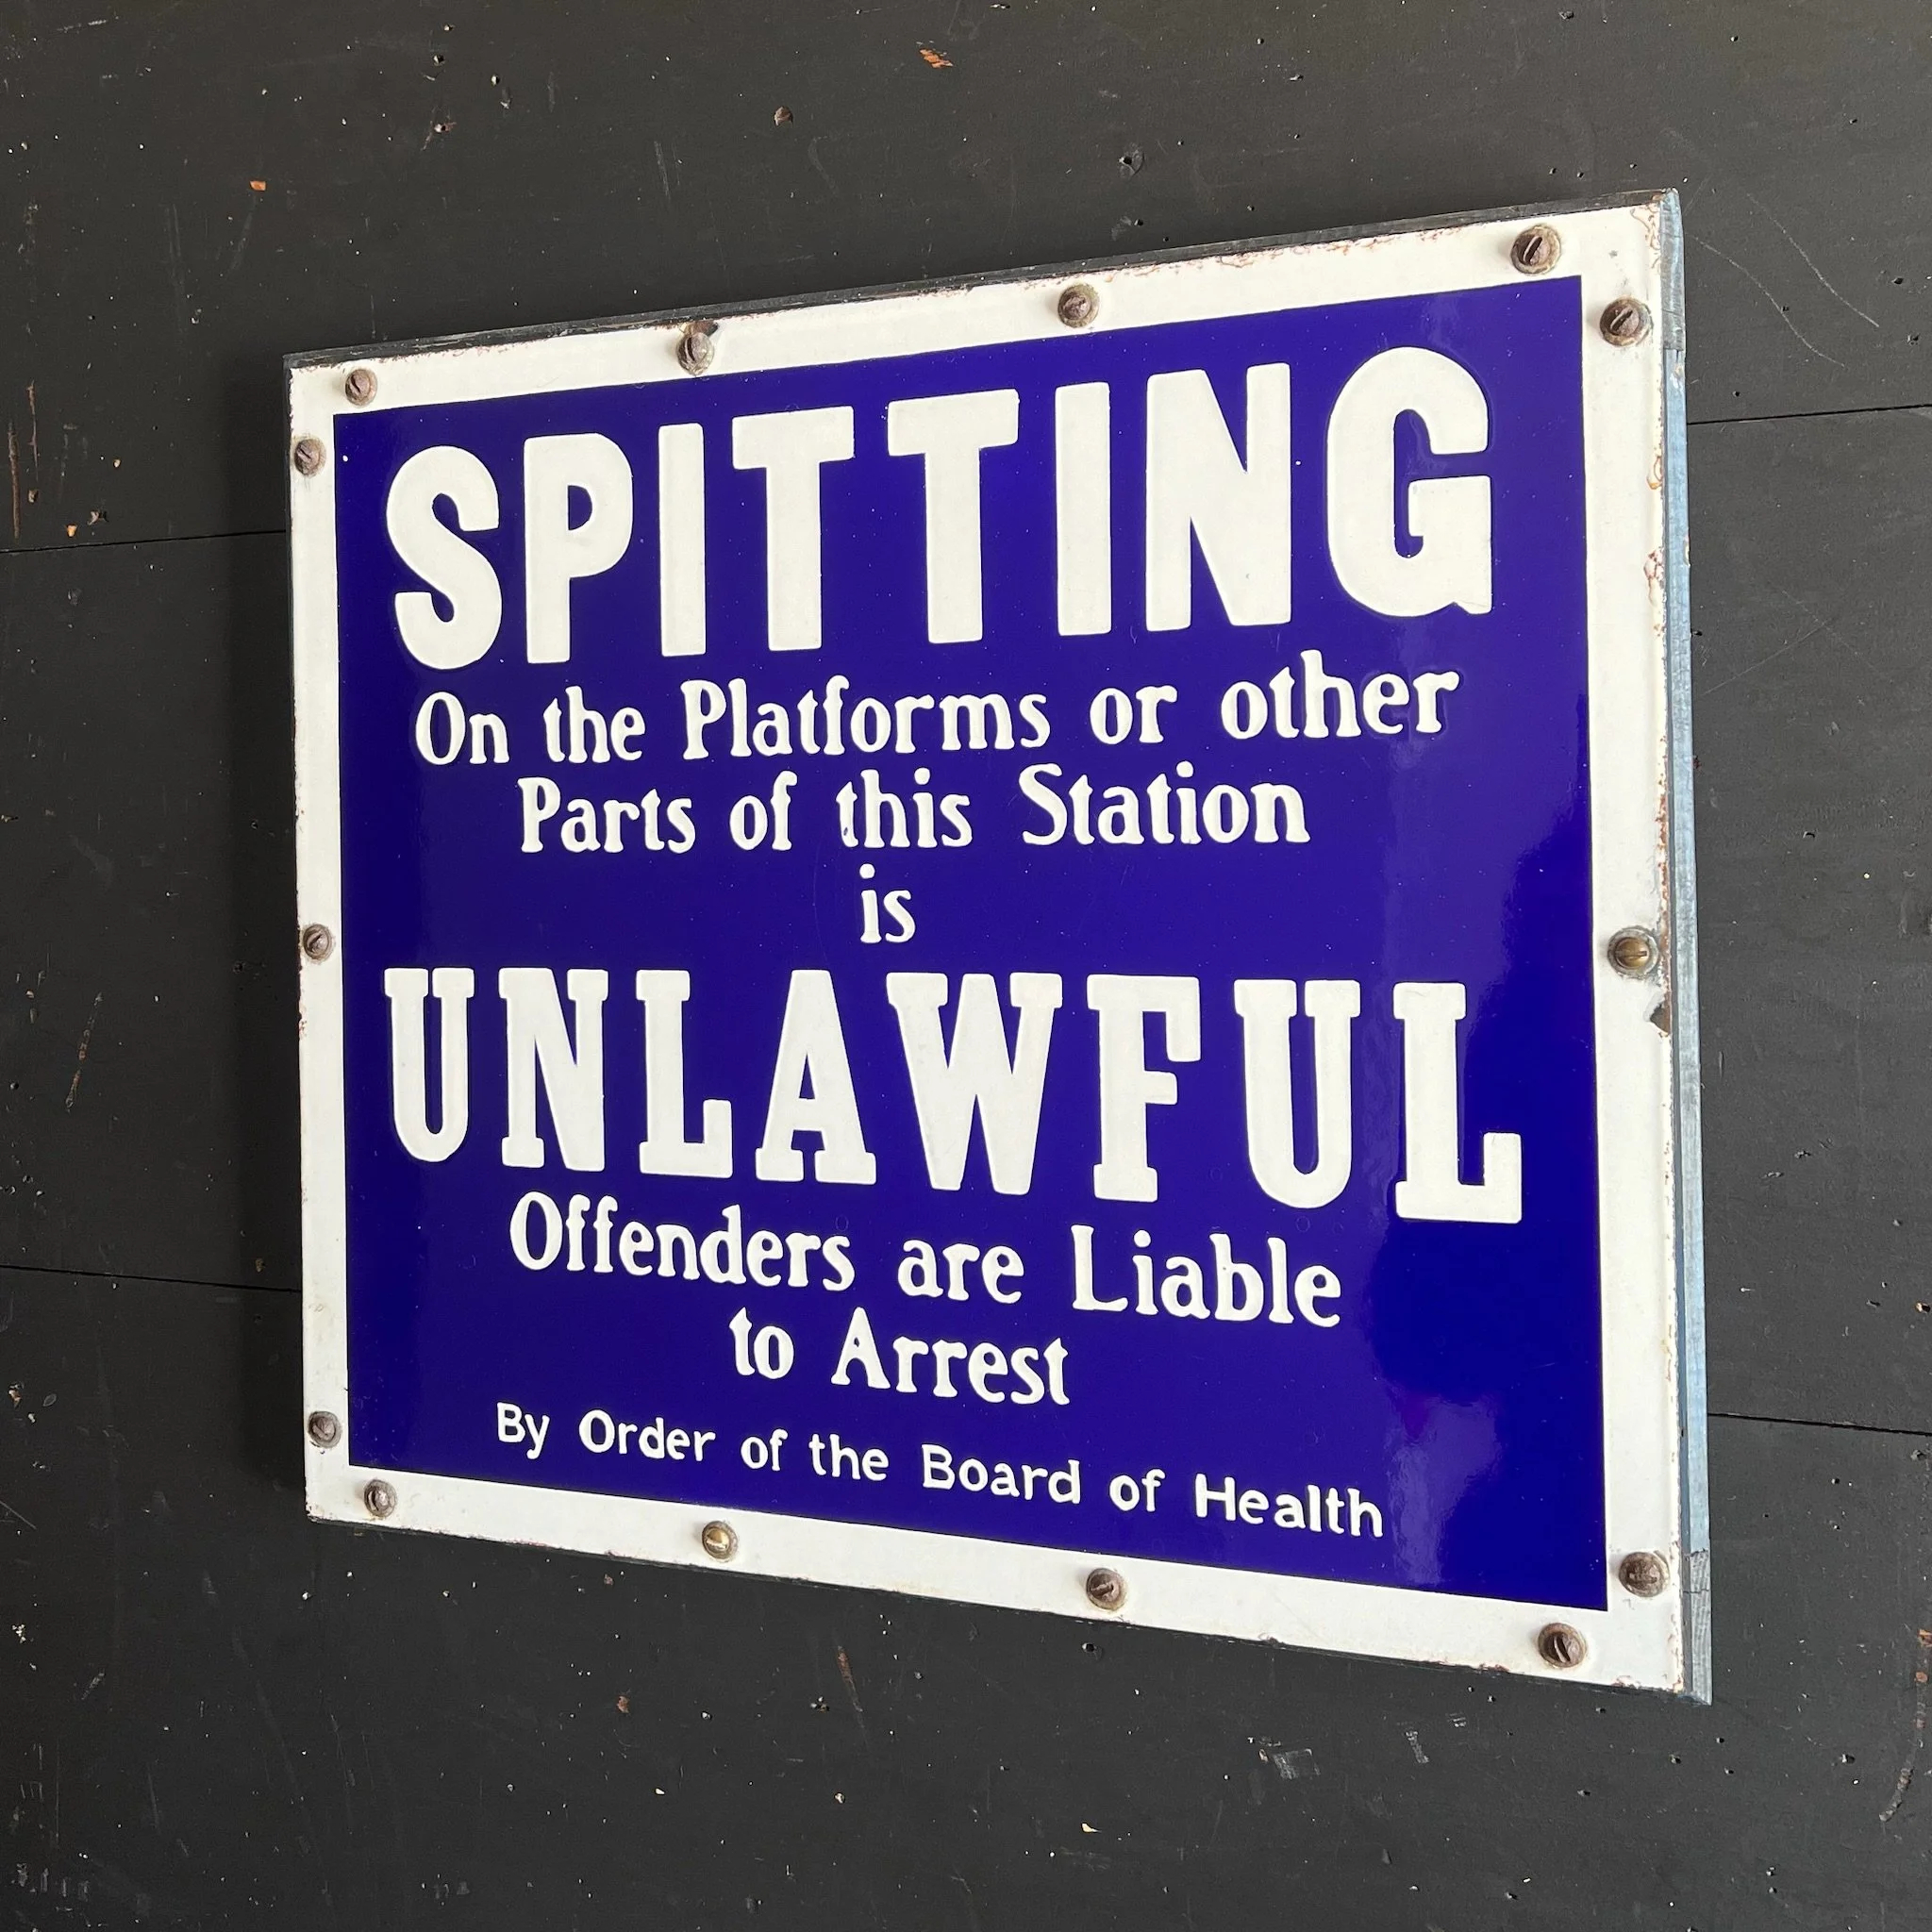 SPITTING
On the Platforms or other
Parts of this Station
is
UNLAWFUL
Offenders are Liable
to Arrest
By Order of the Board of Health